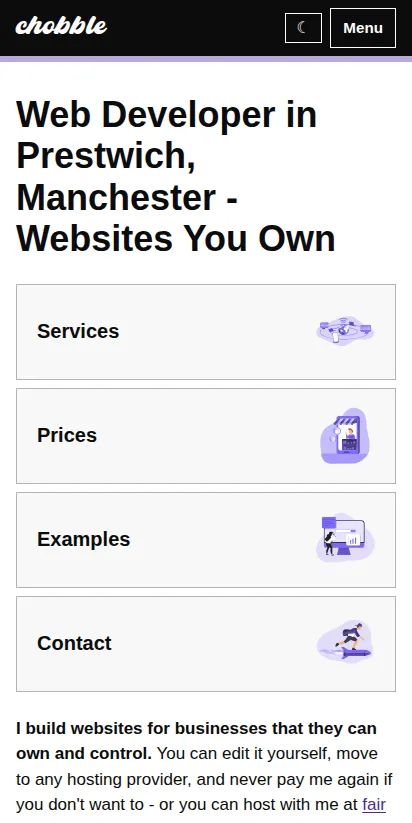 chobble
Menu
Web Developer in
Prestwich,
Manchester -
Websites You Own
Services
Prices
Examples
Contact
I build websites for businesses that they can
own and control. You can edit it yourself, move
to any hosting provider, and never pay me again if
you don't want to - or you can host with me at fair